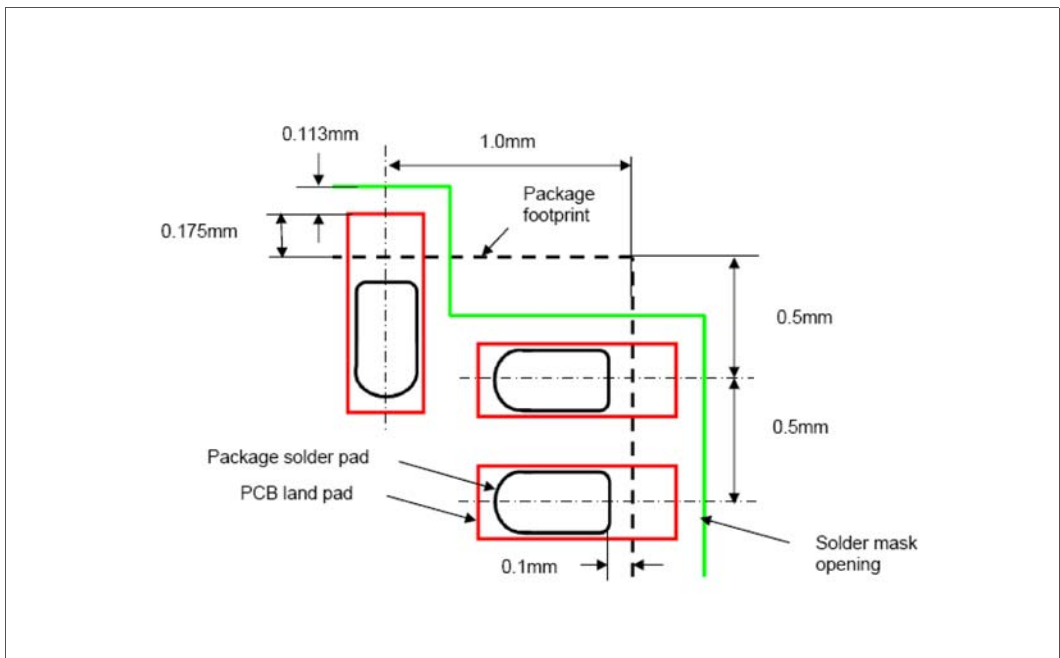 0.113mm
1.0mm
Package
footprint
0.175mm
0.5mm
0.5mm
Package solder pad
PCB land pad
Solder mask
opening
0.1mm